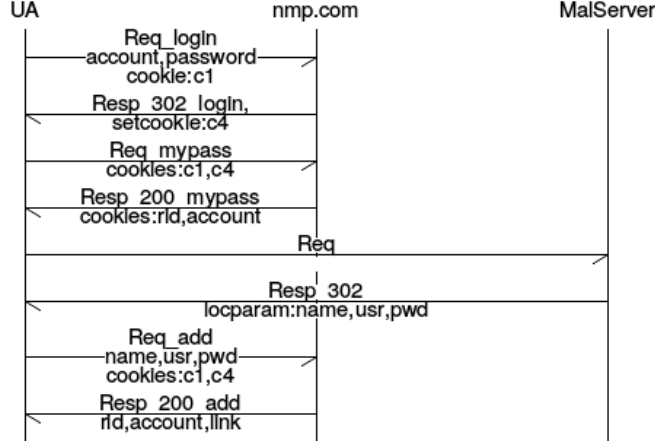 UA nmp.com MalServer
Req_login
account,password
cookie:c1
Resp_302_login,
setcookie:c4
Req_mypass
cookies:c1,c4
Resp_200_mypass
cookies:rId,account
Req
Resp_302
locparam:name,usr,pwd
Req_add
name,usr,pwd
cookies:c1,c4
Resp_200_add
rId,account,link